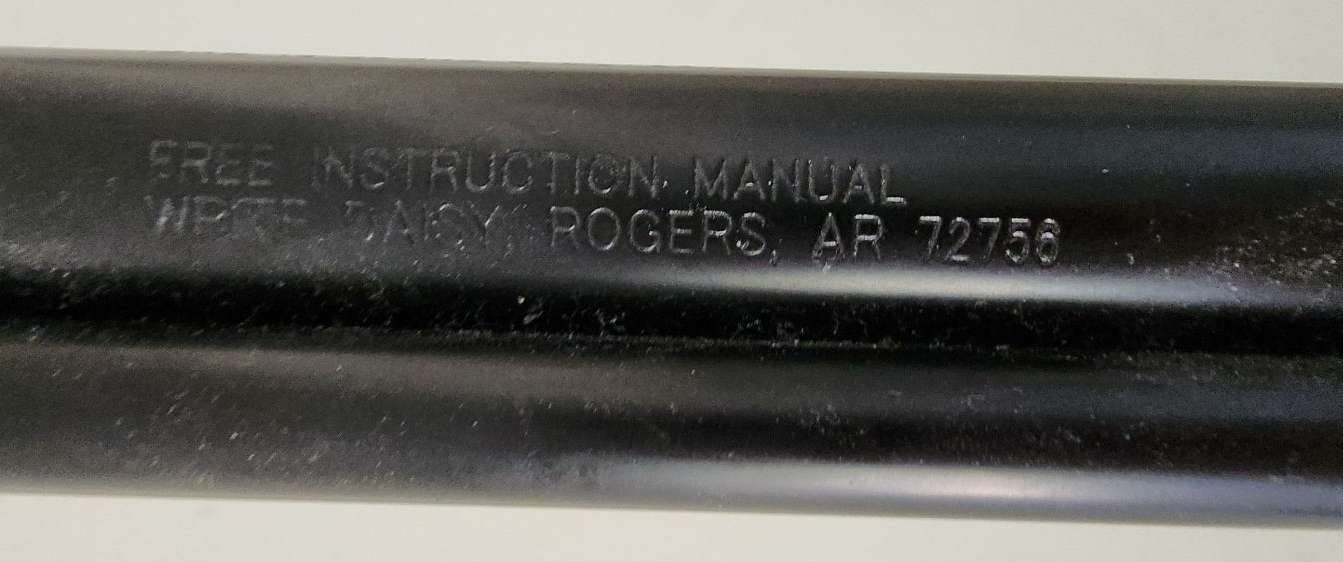 FREE INSTRUCTION MANUAL
WRITE DAISY, ROGERS, AR 72756